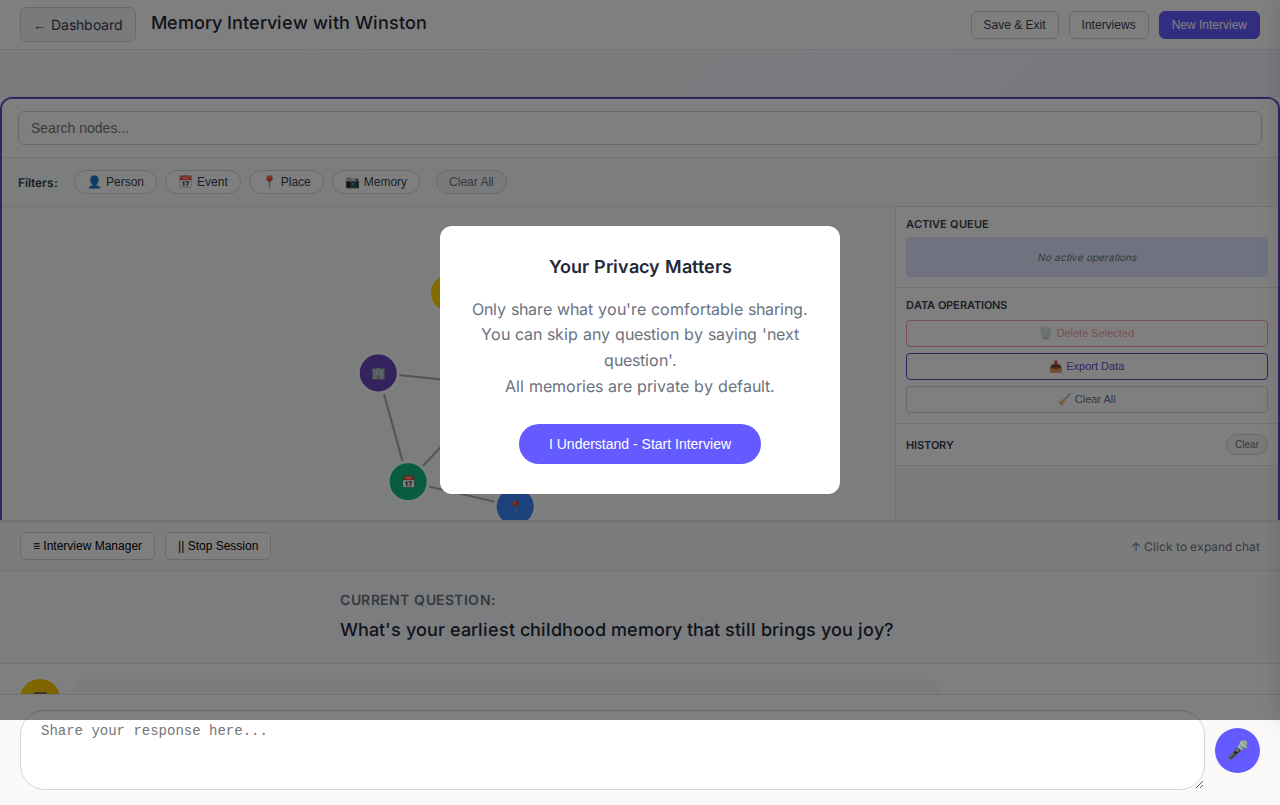 ← Dashboard
Memory Interview with Winston
Save & Exit
Interviews
New Interview
Search nodes...
Filters:
Person
Event
Place
Memory
Clear All
ACTIVE QUEUE
No active operations
DATA OPERATIONS
Delete Selected
Export Data
Clear All
HISTORY
Clear
Your Privacy Matters
Only share what you're comfortable sharing.
You can skip any question by saying 'next
question'.
All memories are private by default.
I Understand - Start Interview
≡ Interview Manager
|| Stop Session
↑ Click to expand chat
CURRENT QUESTION:
What's your earliest childhood memory that still brings you joy?
Share your response here...